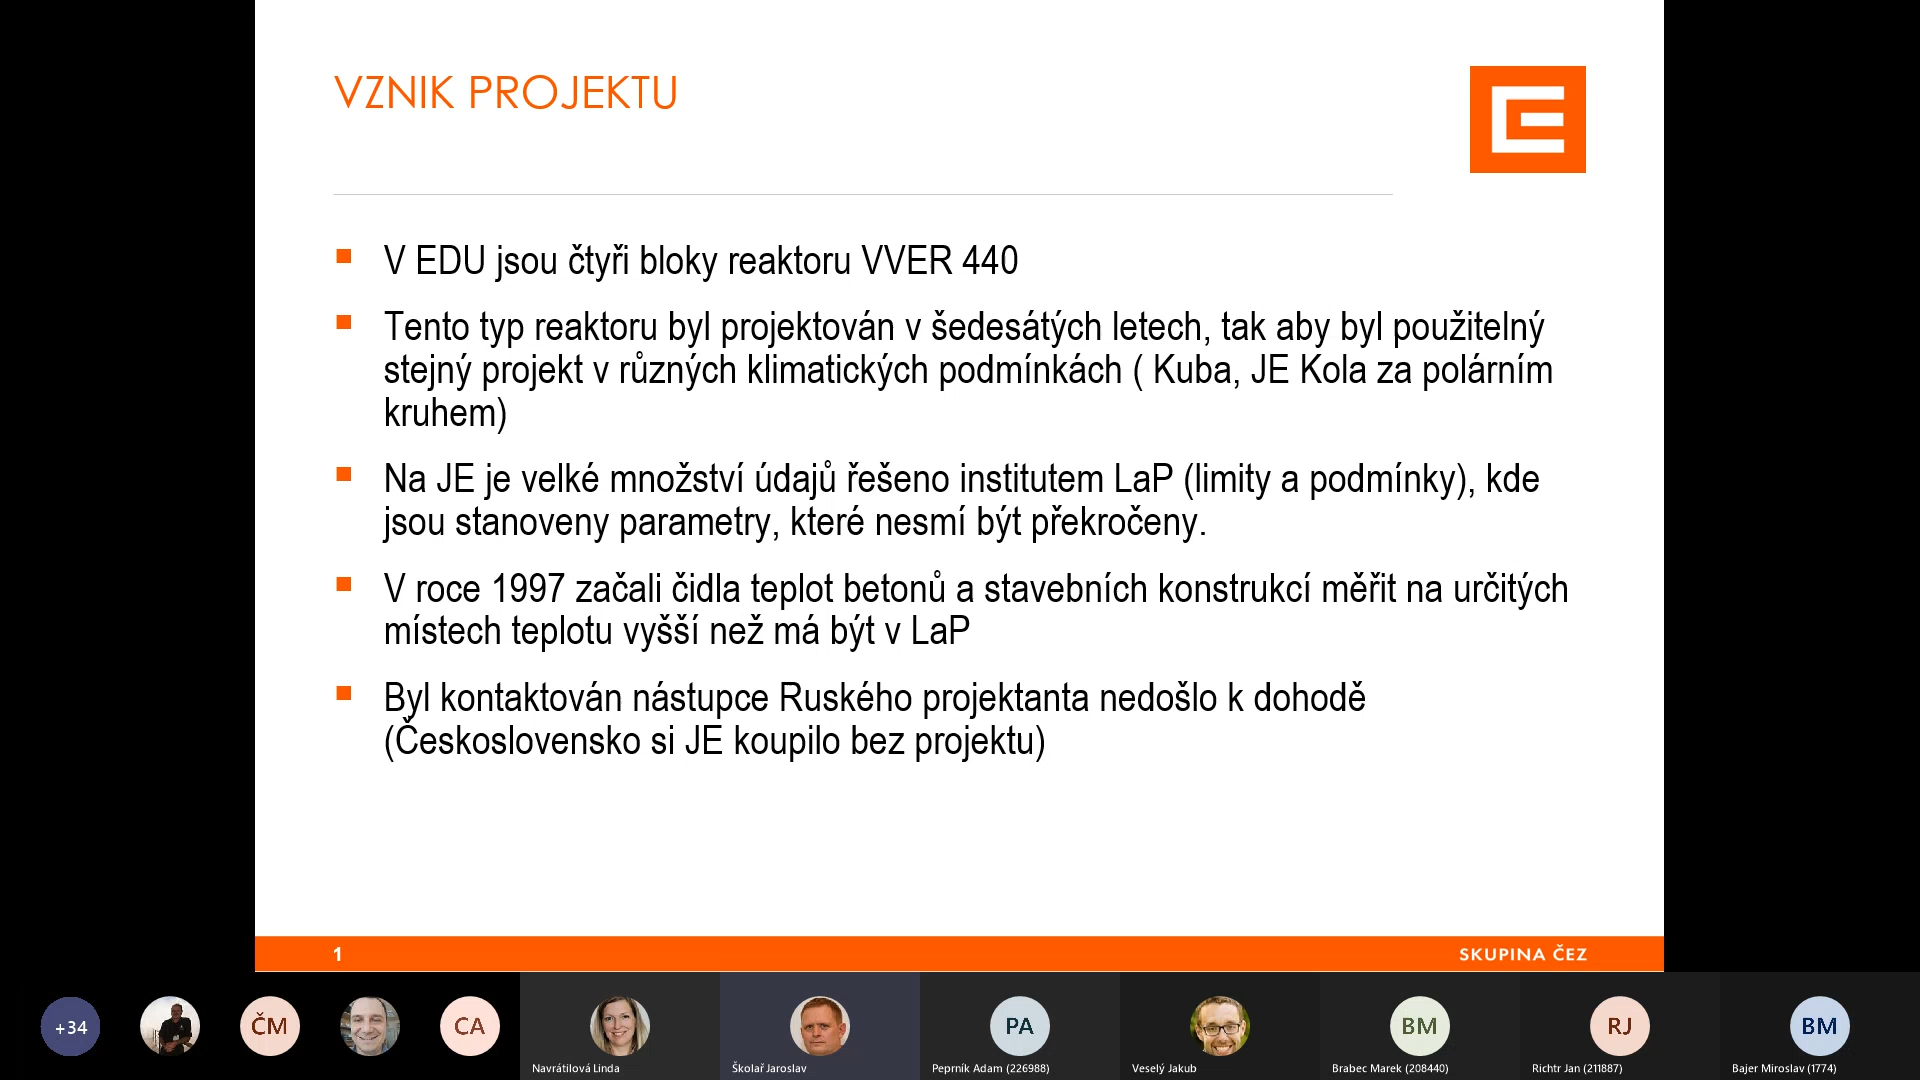 VZNIK PROJEKTU
V EDU jsou čtyři bloky reaktoru VVER 440
Tento typ reaktoru byl projektován v šedesátých letech, tak aby byl použitelný
stejný projekt v různých klimatických podmínkách ( Kuba, JE Kola za polárním
kruhem)
Na JE je velké množství údajů řešeno institutem LaP (limity a podmínky), kde
jsou stanoveny parametry, které nesmí být překročeny.
V roce 1997 začali čidla teplot betonů a stavebních konstrukcí měřit na určitých
místech teplotu vyšší než má být v LaP
Byl kontaktován nástupce Ruského projektanta nedošlo k dohodě
(Československo si JE koupilo bez projektu)
1
SKUPINA ČEZ
+34
ČM
CA
PA
BM
RJ
BM
Navrátilová Linda
Školař Jaroslav
Peprník Adam (226988)
Veselý Jakub
Brabec Marek (208440)
Richtr Jan (211887)
Bajer Miroslav (1774)